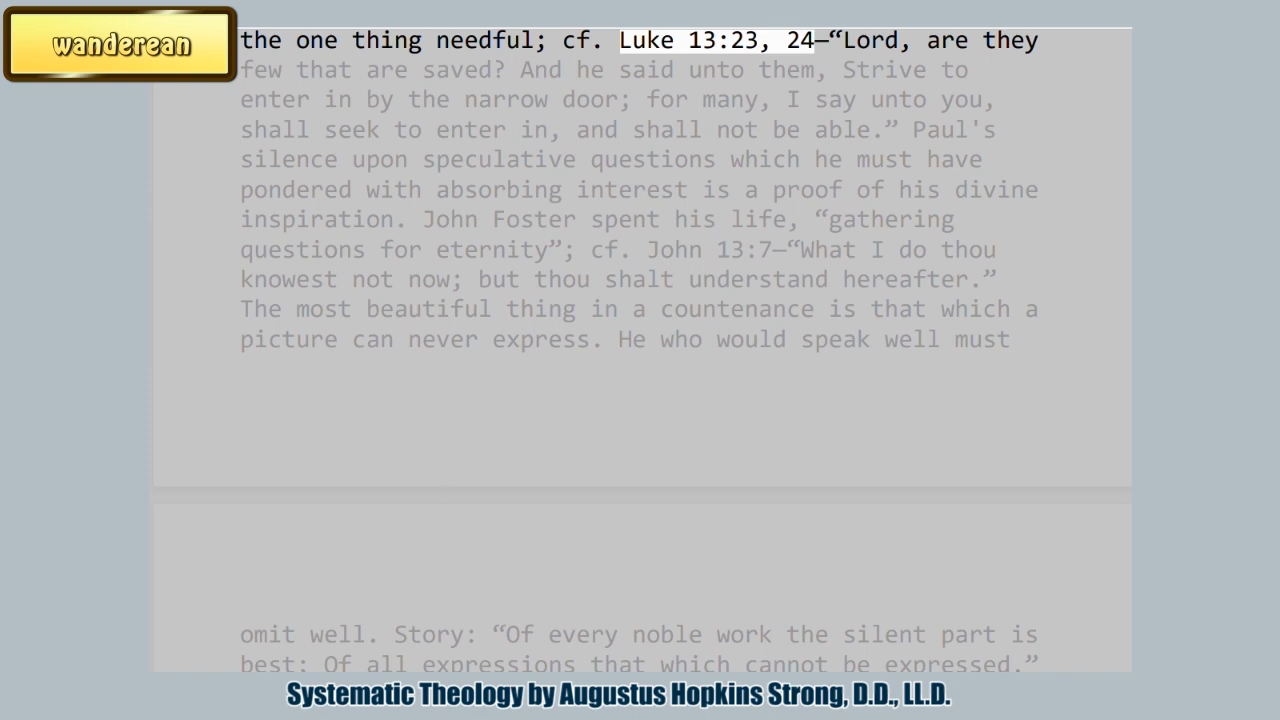 wanderean
the one thing needful; cf. Luke 13:23, 24—“Lord, are they
few that are saved? And he said unto them, Strive to
enter in by the narrow door; for many, I say unto you,
shall seek to enter in, and shall not be able.” Paul's
silence upon speculative questions which he must have
pondered with absorbing interest is a proof of his divine
inspiration. John Foster spent his life, “gathering
questions for eternity”; cf. John 13:7—“What I do thou
knowest not now; but thou shalt understand hereafter.”
The most beautiful thing in a countenance is that which a
picture can never express. He who would speak well must
omit well. Story: “Of every noble work the silent part is
best: Of all expressions that which cannot be expressed.”
Systematic Theology by Augustus Hopkins Strong, D.D., LL.D.